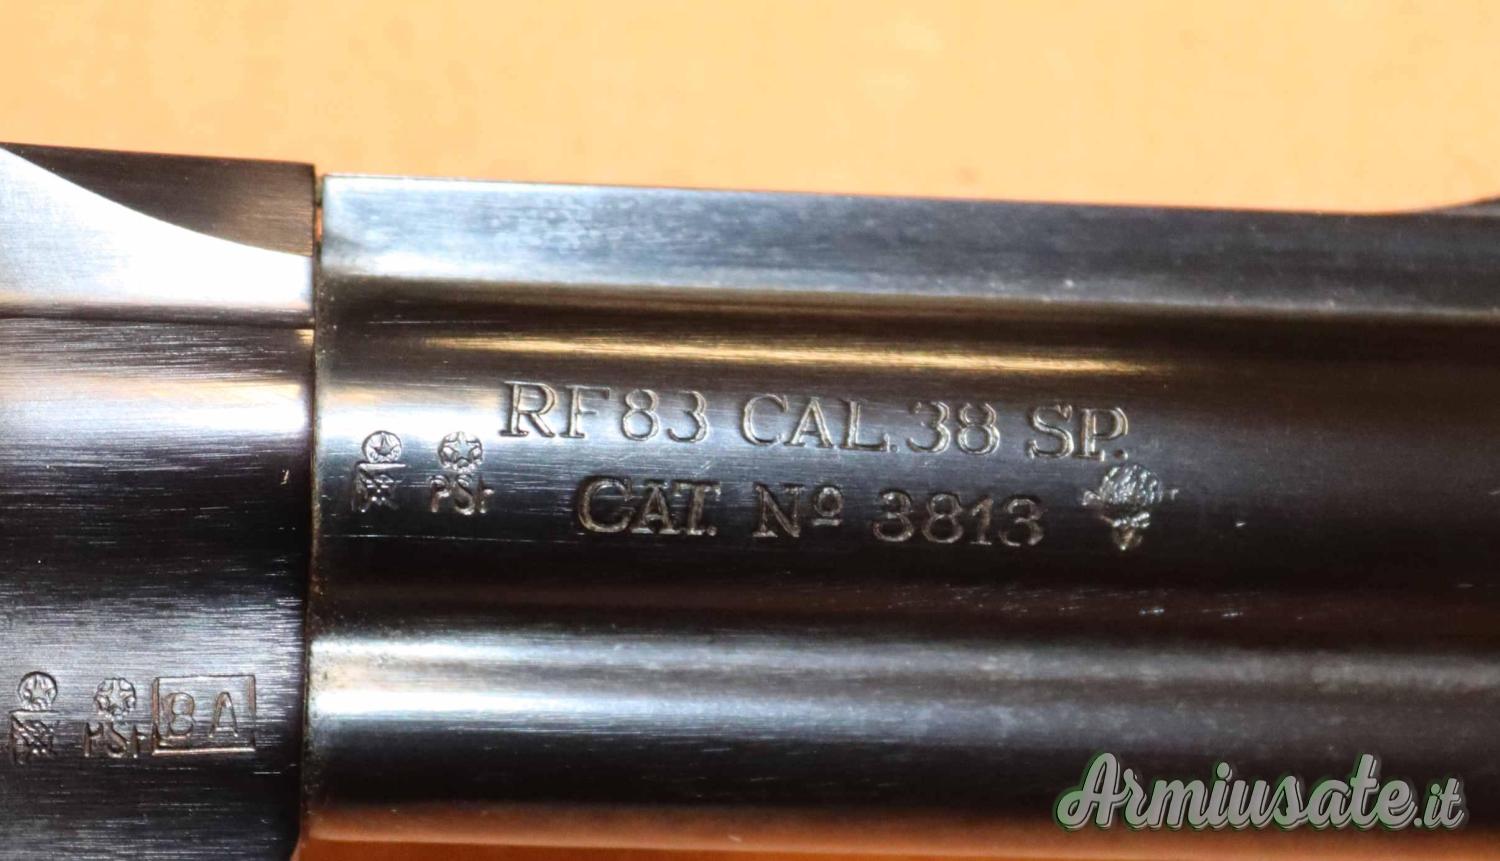 RF83 CAL.38 SP.
CAT. Nº 3813
PSF
PSF 8A
Armiusate.it